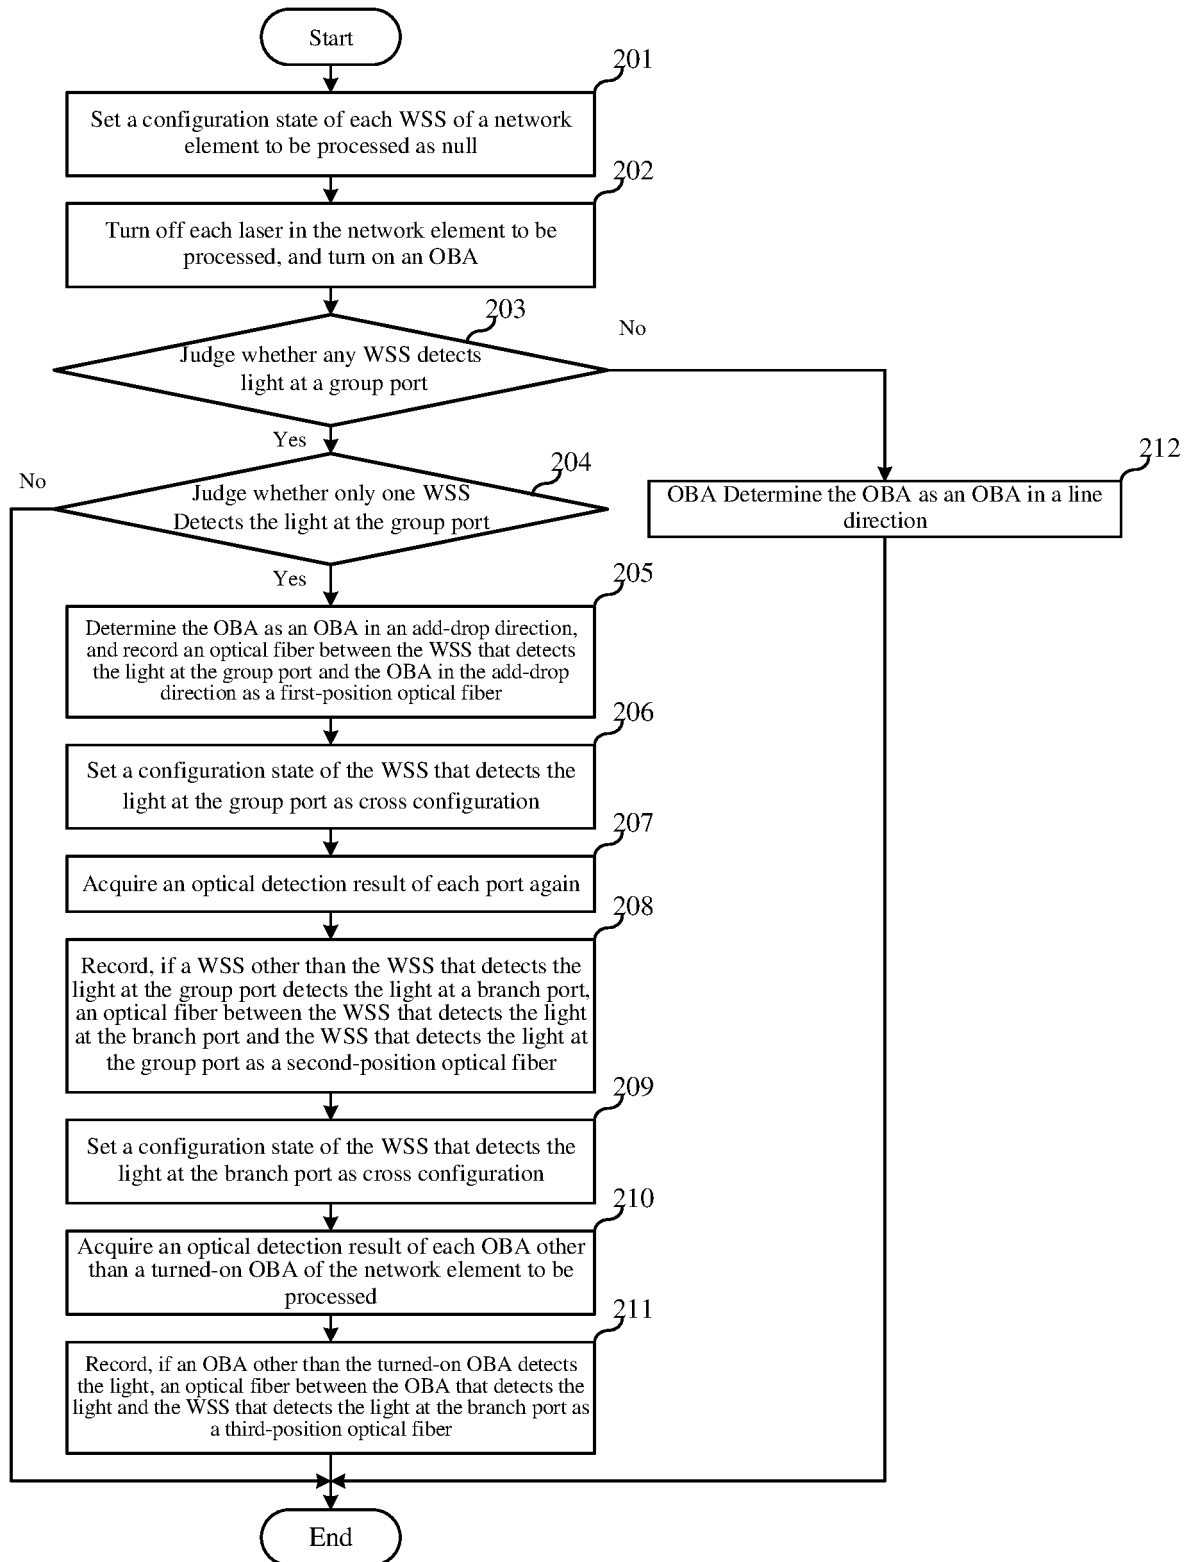 Start
201
Set a configuration state of each WSS of a network
element to be processed as null
202
Turn off each laser in the network element to be
processed, and turn on an OBA
203
No
Judge whether any WSS detects
light at a group port
Yes
204
No
Judge whether only one WSS
Detects the light at the group port
212
OBA Determine the OBA as an OBA in a line
direction
Yes
205
Determine the OBA as an OBA in an add-drop direction,
and record an optical fiber between the WSS that detects
the light at the group port and the OBA in the add-drop
direction as a first-position optical fiber
206
Set a configuration state of the WSS that detects the
light at the group port as cross configuration
207
Acquire an optical detection result of each port again
208
Record, if a WSS other than the WSS that detects the
light at the group port detects the light at a branch port,
an optical fiber between the WSS that detects the light
at the branch port and the WSS that detects the light at
the group port as a second-position optical fiber
209
Set a configuration state of the WSS that detects the
light at the branch port as cross configuration
210
Acquire an optical detection result of each OBA other
than a turned-on OBA of the network element to be
processed
211
Record, if an OBA other than the turned-on OBA detects
the light, an optical fiber between the OBA that detects the
light and the WSS that detects the light at the branch port as
a third-position optical fiber
End